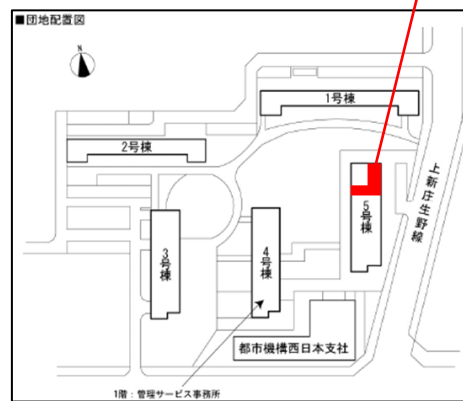 ■団地配置図
N
1号棟
2号棟
5号棟
上新庄生野線
3号棟
4号棟
都市機構西日本支社
1階：管理サービス事務所